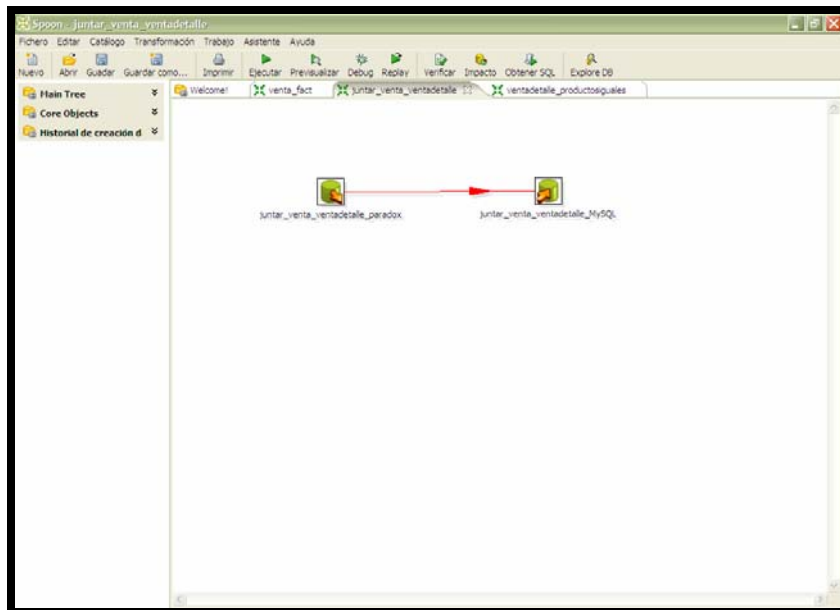 Spoon - juntar_venta_ventadetalle
Fichero Editar Catálogo Transformación Trabajo Asistente Ayuda
Nuevo Abrir Guadar Guardar como... Imprimir Ejecutar Previsualizar Debug Replay Verificar Impacto Obtener SQL Explore DB
Main Tree
Core Objects
Historial de creación d
Welcome! venta_fact juntar_venta_ventadetalle ventadetalle_productosiguales
juntar_venta_ventadetalle_paradox
juntar_venta_ventadetalle_MySQL